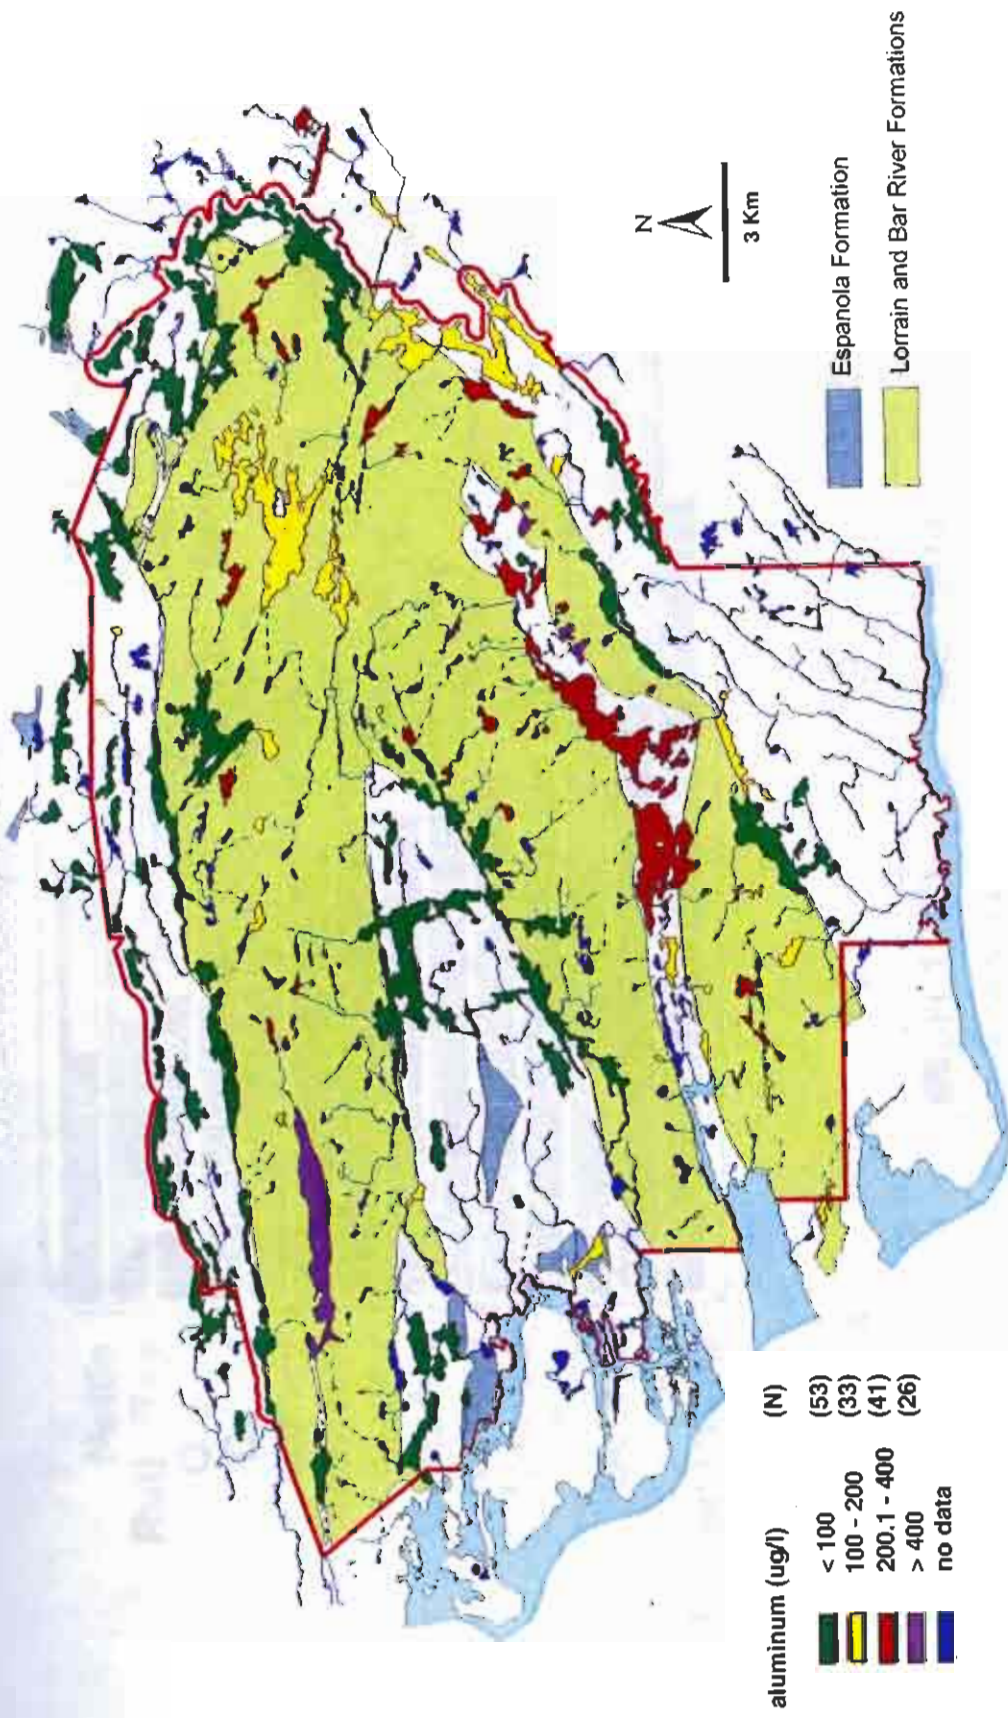 N
3 Km
Espanola Formation
Lorrain and Bar River Formations
aluminum (ug/l) (N)
< 100 (53)
100 - 200 (33)
200.1 - 400 (41)
> 400 (26)
no data